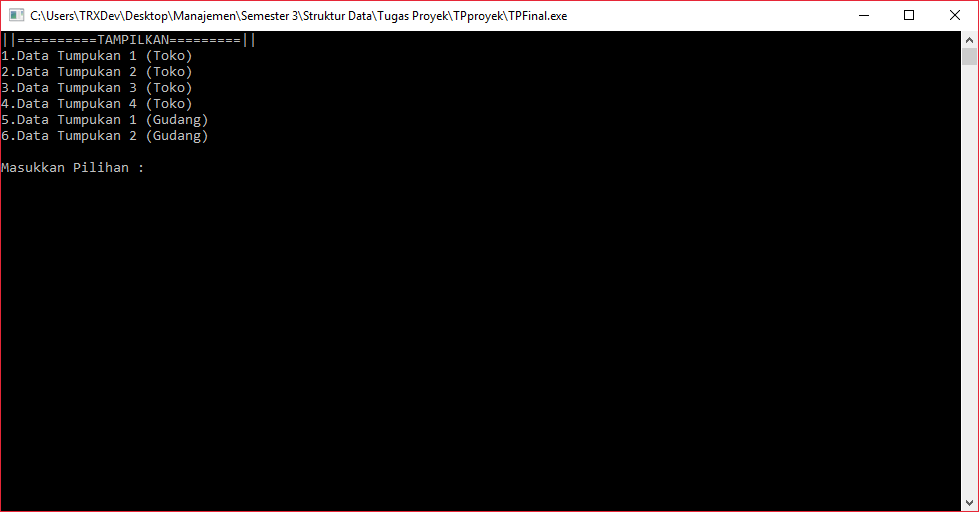 C:\Users\TRXDev\Desktop\Manajemen\Semester 3\Struktur Data\Tugas Proyek\TPproyek\TPFinal.exe
||==========TAMPILKAN=========||
1.Data Tumpukan 1 (Toko)
2.Data Tumpukan 2 (Toko)
3.Data Tumpukan 3 (Toko)
4.Data Tumpukan 4 (Toko)
5.Data Tumpukan 1 (Gudang)
6.Data Tumpukan 2 (Gudang)
Masukkan Pilihan :